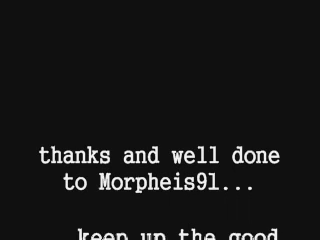 thanks and well done
to Morpheis91...
keep up the good